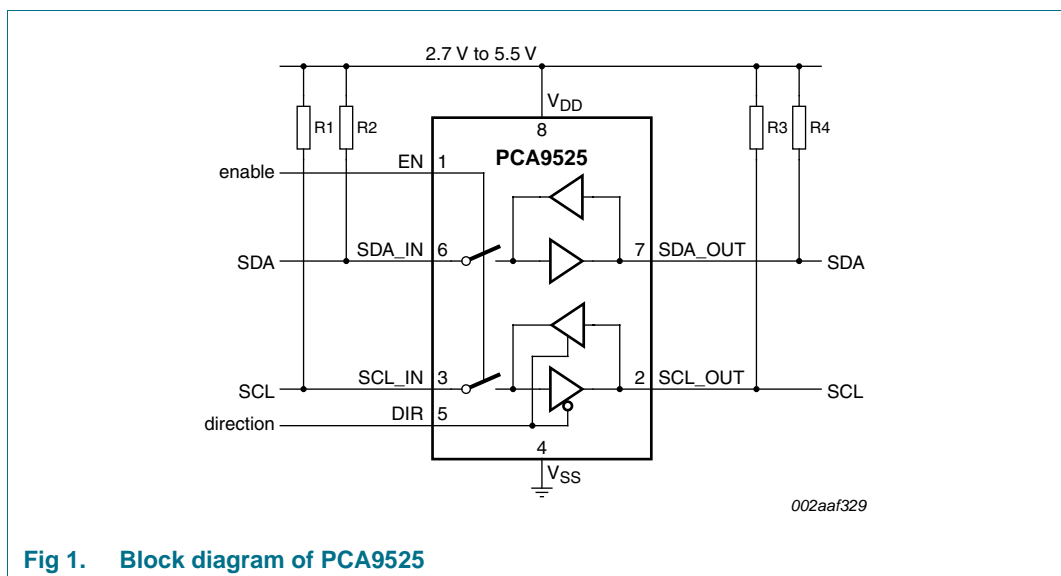 2.7 V to 5.5 V
VDD
8
R1
R2
R3
R4
PCA9525
enable
EN
1
SDA
SDA_IN
6
7
SDA_OUT
SDA
SCL
SCL_IN
3
2
SCL_OUT
SCL
direction
DIR
5
4
VSS
002aaf329
Fig 1. Block diagram of PCA9525